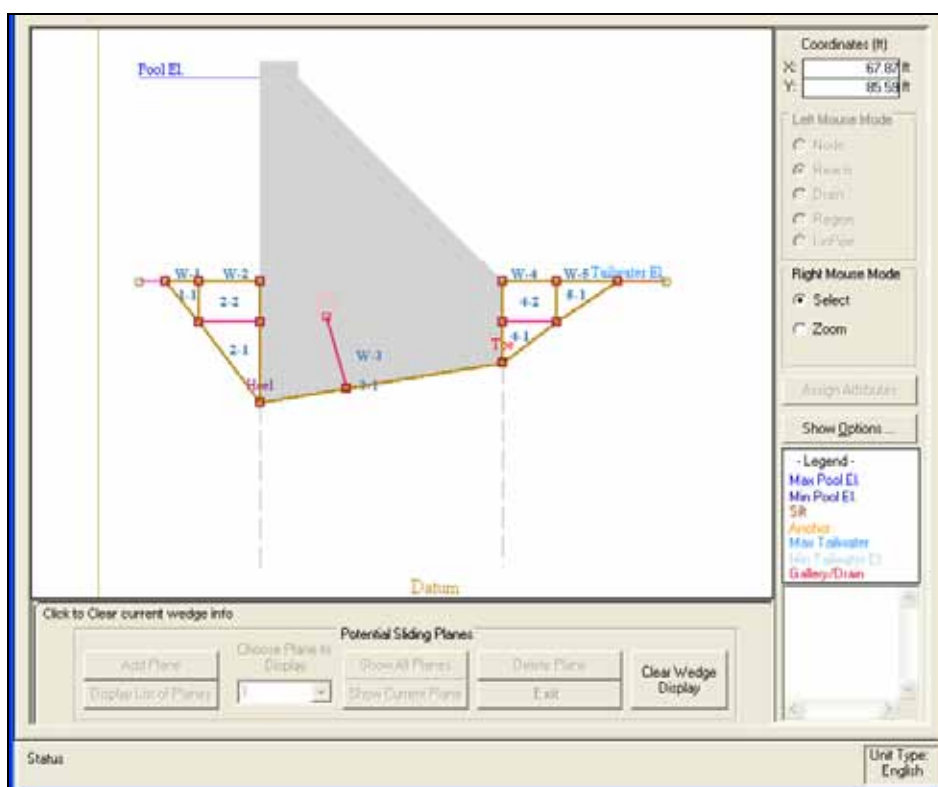 Pool El.
Coordinates (ft)
X: 67.87 ft
Y: 85.59 ft
Left Mouse Mode
Node
Reach
Drain
Region
Right Mouse Mode
Select
Zoom
Assign Attributes
Show Options ...
- Legend -
Max Pool El.
Min Pool El.
Silt
Anchor
Max Tailwater
Min Tailwater El.
Gallery/Drain
W-1 W-2 W-4 W-5 Tailwater El.
1-1 2-2 4-2 5-1
2-1 4-1
Toe
W-3
Heel 3-1
Datum
Click to Clear current wedge info
Potential Sliding Planes
Add Plane
Choose Plane to Display
Show All Planes
Delete Plane
Clear Wedge Display
Display List of Planes
Show Current Plane
Exit
Status
Unit Type:
English